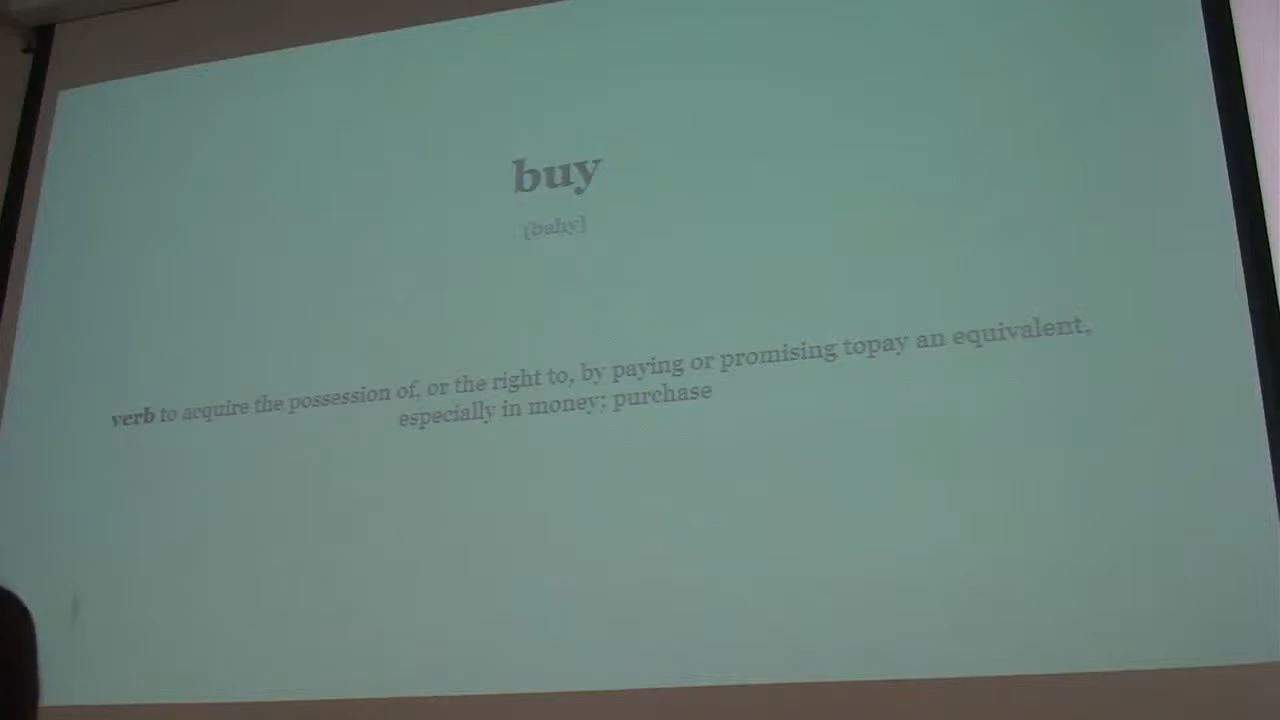 buy
[bahy]
verb to acquire the possession of, or the right to, by paying or promising topay an equivalent,
especially in money; purchase